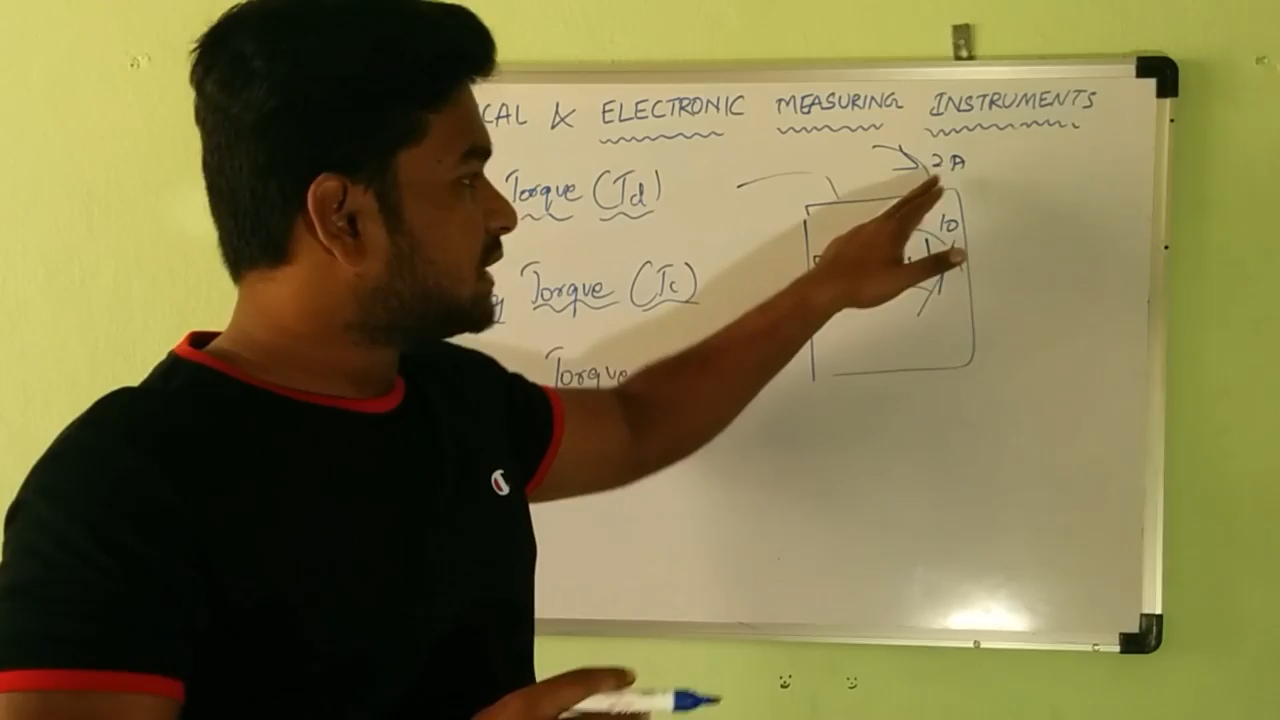 CAL & ELECTRONIC MEASURING INSTRUMENTS
2A
Torque (Td)
10
g Torque (Tc)
Torque